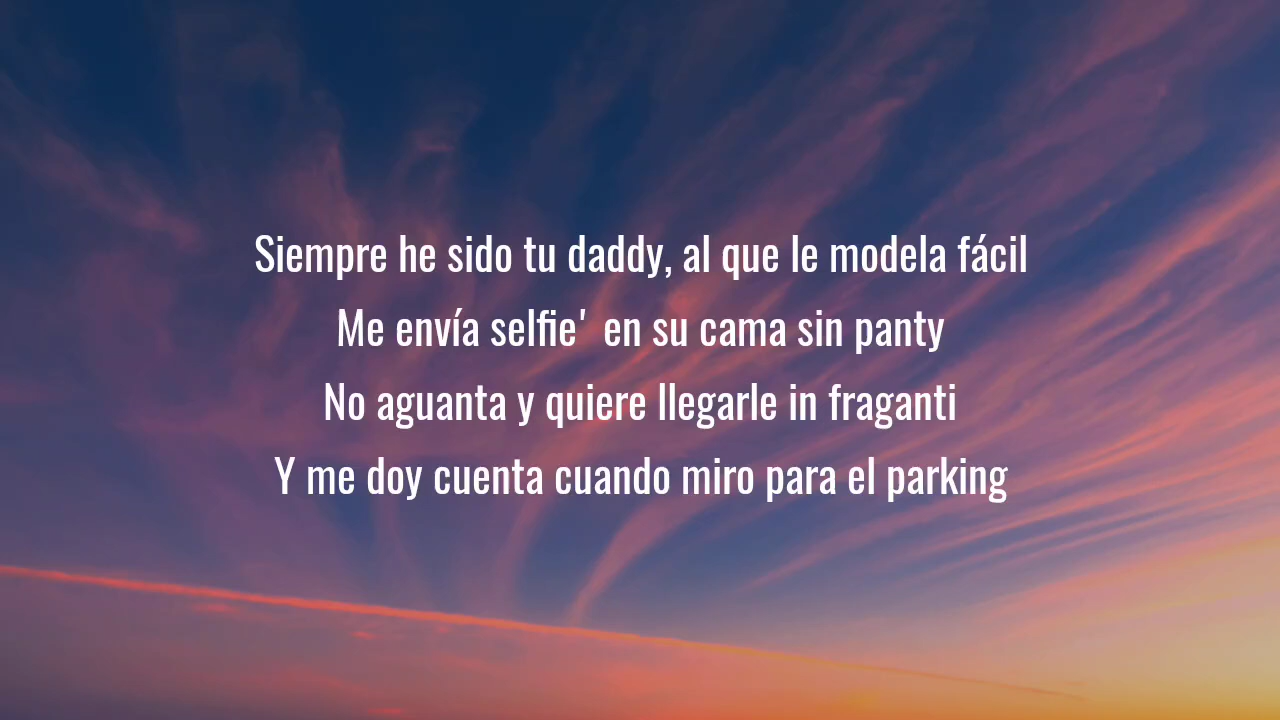 Siempre he sido tu daddy, al que le modela fácil
Me envía selfie' en su cama sin panty
No aguanta y quiere llegarle in fraganti
Y me doy cuenta cuando miro para el parking